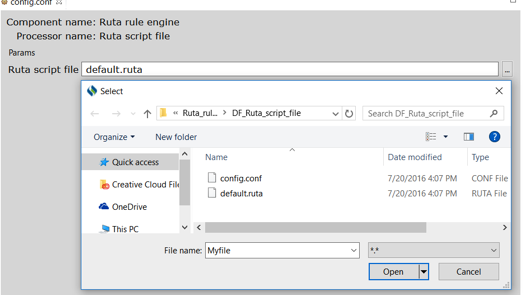 config.conf
Component name: Ruta rule engine
Processor name: Ruta script file
Params
Ruta script file default.ruta ...
Select
« Ruta_rul... > DF_Ruta_script_file Search DF_Ruta_script_file
Organize New folder
Quick access Name Date modified Type
Creative Cloud File config.conf 7/20/2016 4:07 PM CONF File
default.ruta 7/20/2016 4:07 PM RUTA File
OneDrive
This PC
File name: Myfile *.*
Open Cancel